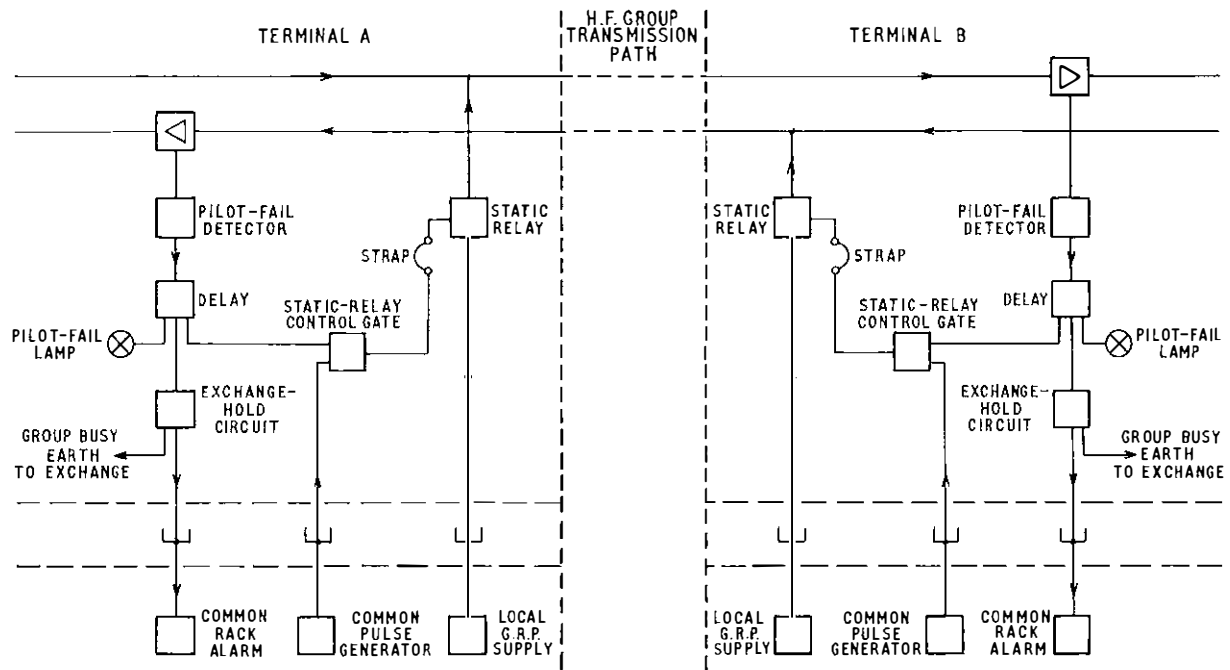 TERMINAL A
H.F. GROUP
TRANSMISSION
PATH
TERMINAL B
PILOT-FAIL
DETECTOR
STATIC
RELAY
STRAP
DELAY
STATIC-RELAY
CONTROL GATE
PILOT-FAIL
LAMP
EXCHANGE-
HOLD
CIRCUIT
GROUP BUSY
EARTH
TO EXCHANGE
COMMON
RACK
ALARM
COMMON
PULSE
GENERATOR
LOCAL
G.R.P.
SUPPLY
STATIC
RELAY
PILOT-FAIL
DETECTOR
STRAP
DELAY
STATIC-RELAY
CONTROL GATE
PILOT-FAIL
LAMP
EXCHANGE-
HOLD
CIRCUIT
GROUP BUSY
EARTH
TO EXCHANGE
LOCAL
G.R.P.
SUPPLY
COMMON
PULSE
GENERATOR
COMMON
RACK
ALARM